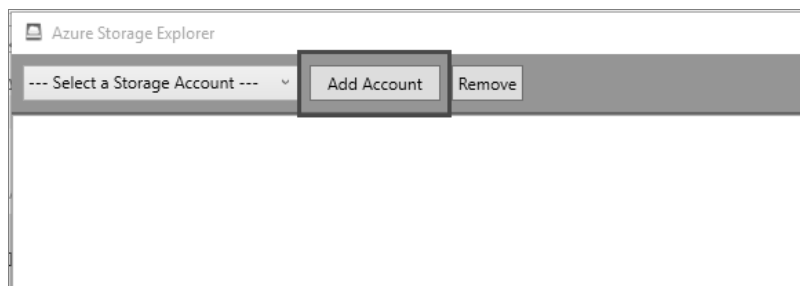 Azure Storage Explorer
--- Select a Storage Account --- Add Account Remove